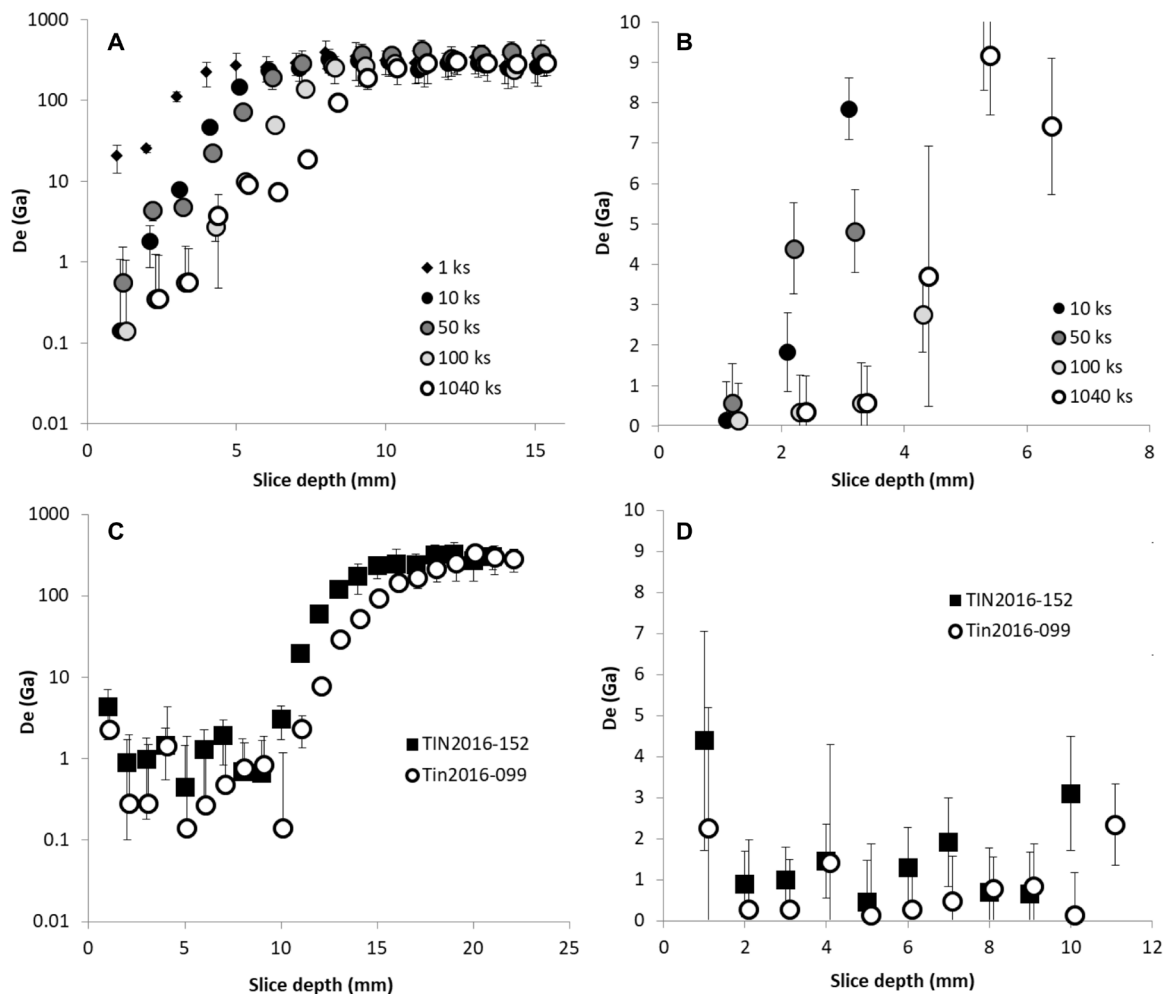 A
1000
100
10
1
0.1
0.01
De (Ga)
0
5
10
15
Slice depth (mm)
1 ks
10 ks
50 ks
100 ks
1040 ks
B
10
9
8
7
6
5
4
3
2
1
0
De (Ga)
0
2
4
6
8
Slice depth (mm)
10 ks
50 ks
100 ks
1040 ks
C
1000
100
10
1
0.1
0.01
De (Ga)
0
5
10
15
20
25
Slice depth (mm)
TIN2016-152
Tin2016-099
D
10
9
8
7
6
5
4
3
2
1
0
De (Ga)
0
2
4
6
8
10
12
Slice depth (mm)
TIN2016-152
Tin2016-099